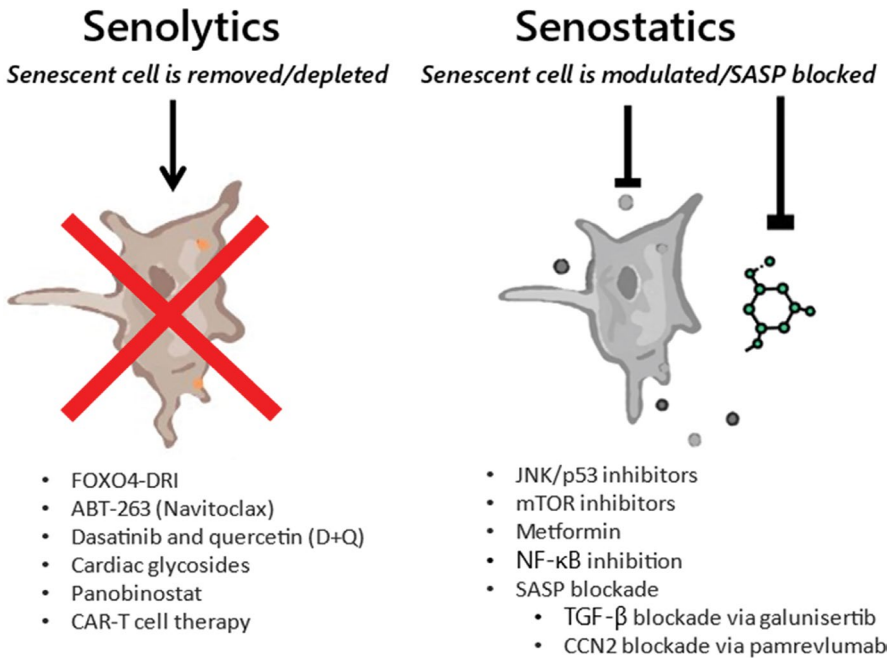 Senolytics
Senescent cell is removed/depleted
• FOXO4-DRI
• ABT-263 (Navitoclax)
• Dasatinib and quercetin (D+Q)
• Cardiac glycosides
• Panobinostat
• CAR-T cell therapy
Senostatics
Senescent cell is modulated/SASP blocked
• JNK/p53 inhibitors
• mTOR inhibitors
• Metformin
• NF-κB inhibition
• SASP blockade
• TGF-β blockade via galunisertib
• CCN2 blockade via pamrevlumab